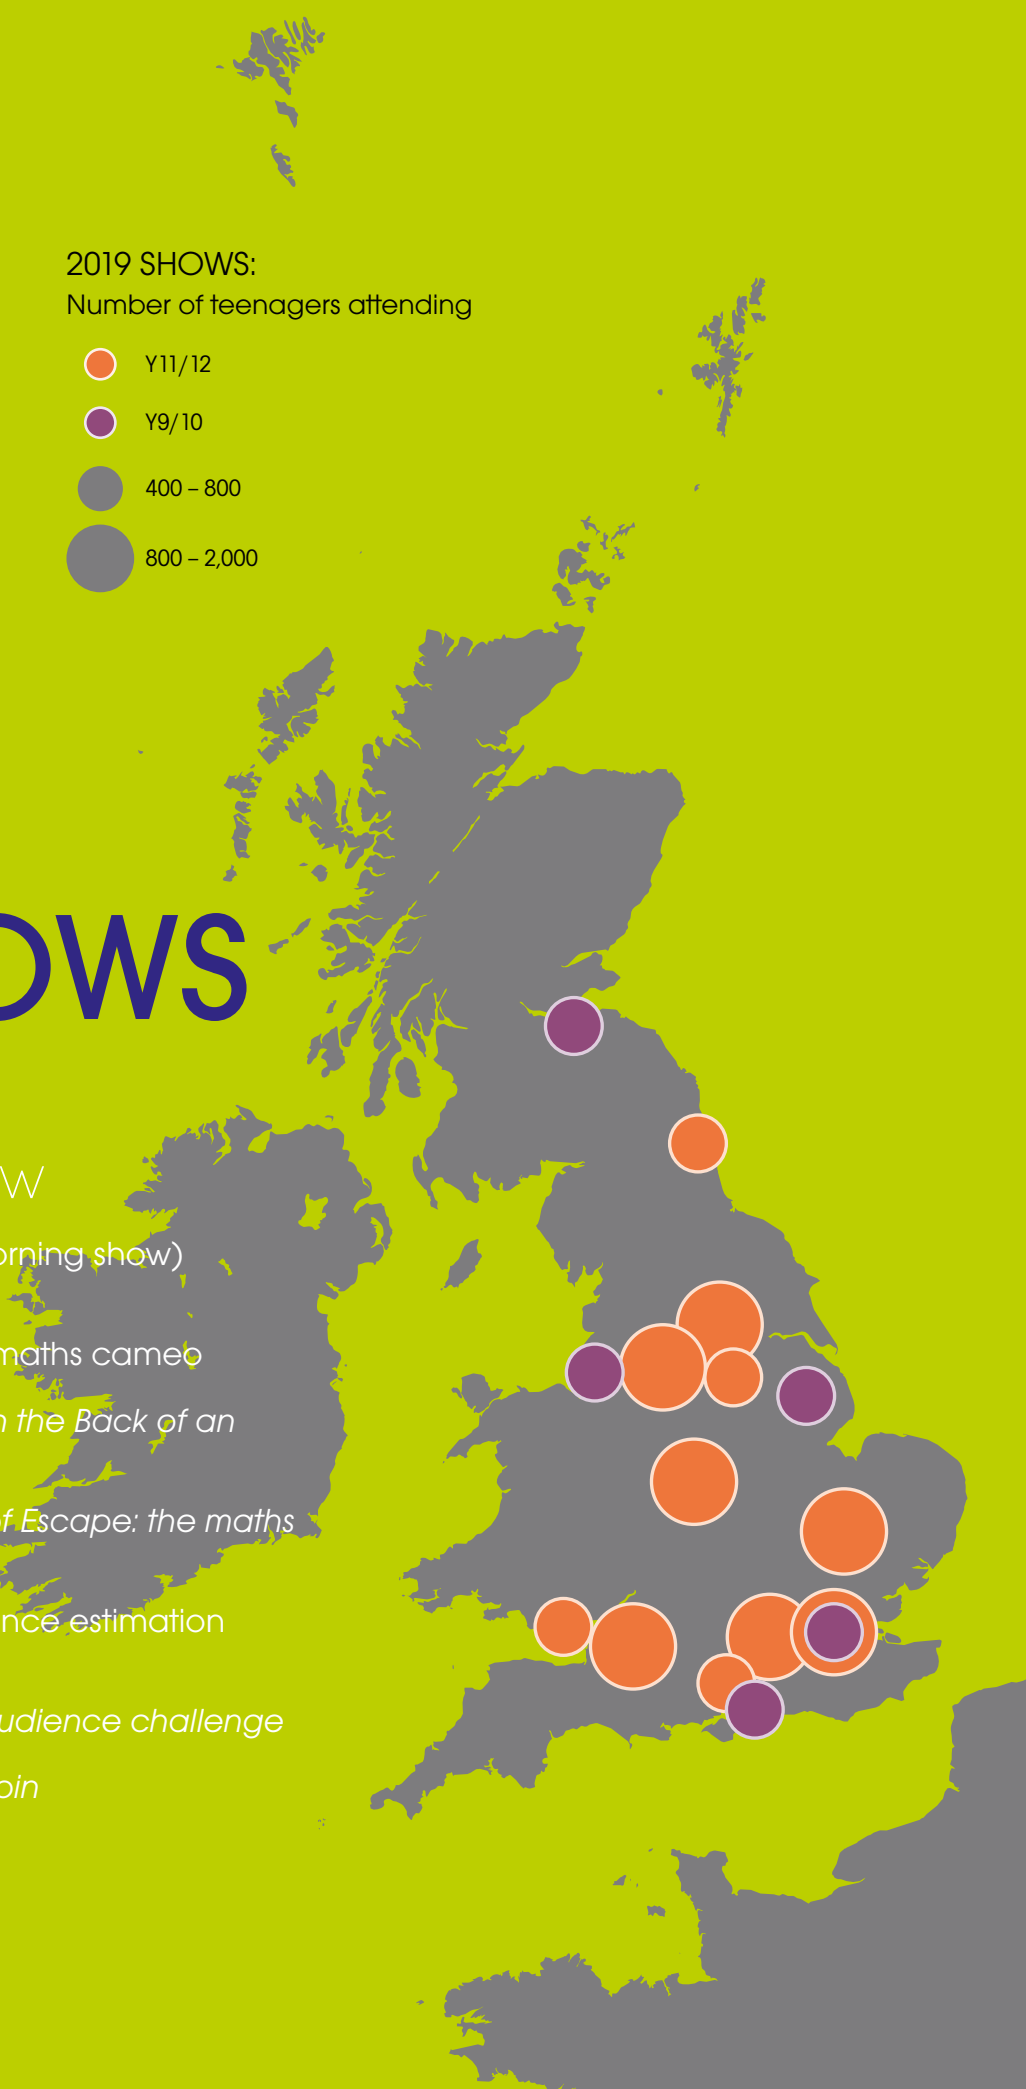 2019 SHOWS:
Number of teenagers attending
Y11/12
Y9/10
400 – 800
800 – 2,000
OWS
W
orning show)
maths cameo
n the Back of an
of Escape: the maths
nce estimation
udience challenge
oin